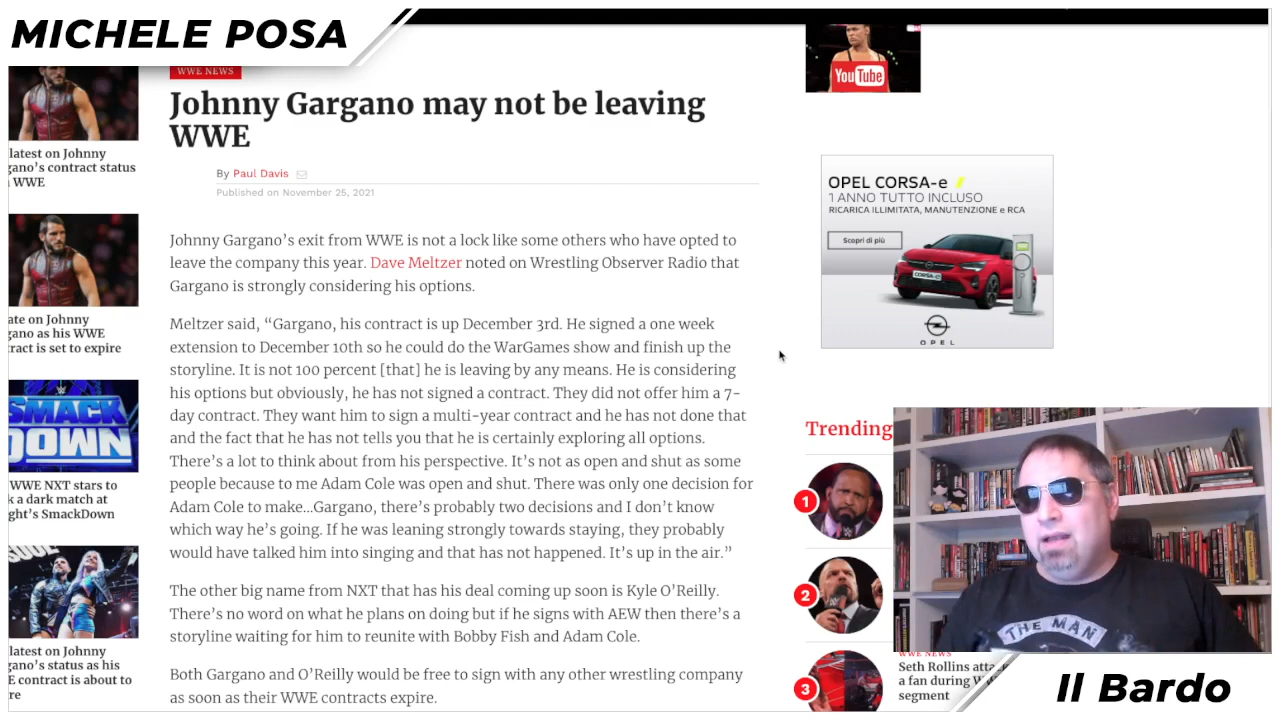 MICHELE POSA
WWE NEWS
Johnny Gargano may not be leaving
WWE
By Paul Davis
Published on November 25, 2021
Johnny Gargano’s exit from WWE is not a lock like some others who have opted to
leave the company this year. Dave Meltzer noted on Wrestling Observer Radio that
Gargano is strongly considering his options.
Meltzer said, “Gargano, his contract is up December 3rd. He signed a one week
extension to December 10th so he could do the WarGames show and finish up the
storyline. It is not 100 percent [that] he is leaving by any means. He is considering
his options but obviously, he has not signed a contract. They did not offer him a 7-
day contract. They want him to sign a multi-year contract and he has not done that
and the fact that he has not tells you that he is certainly exploring all options.
There’s a lot to think about from his perspective. It’s not as open and shut as some
people because to me Adam Cole was open and shut. There was only one decision for
Adam Cole to make…Gargano, there’s probably two decisions and I don’t know
which way he’s going. If he was leaning strongly towards staying, they probably
would have talked him into singing and that has not happened. It’s up in the air.”
The other big name from NXT that has his deal coming up soon is Kyle O’Reilly.
There’s no word on what he plans on doing but if he signs with AEW then there’s a
storyline waiting for him to reunite with Bobby Fish and Adam Cole.
Both Gargano and O’Reilly would be free to sign with any other wrestling company
as soon as their WWE contracts expire.
latest on Johnny
gano’s contract status
WWE
ate on Johnny
gano as his WWE
ract is set to expire
SMACK
DOWN
WWE NXT stars to
k a dark match at
ght’s SmackDown
latest on Johnny
gano’s status as his
E contract is about to
re
YouTube
OPEL CORSA-e
1 ANNO TUTTO INCLUSO
RICARICA ILLIMITATA, MANUTENZIONE e RCA
Scopri di più
CORSA-e
OPEL
Trending
1
2
3
WWE NEWS
Seth Rollins atta
a fan during W
segment
THE MAN
Il Bardo